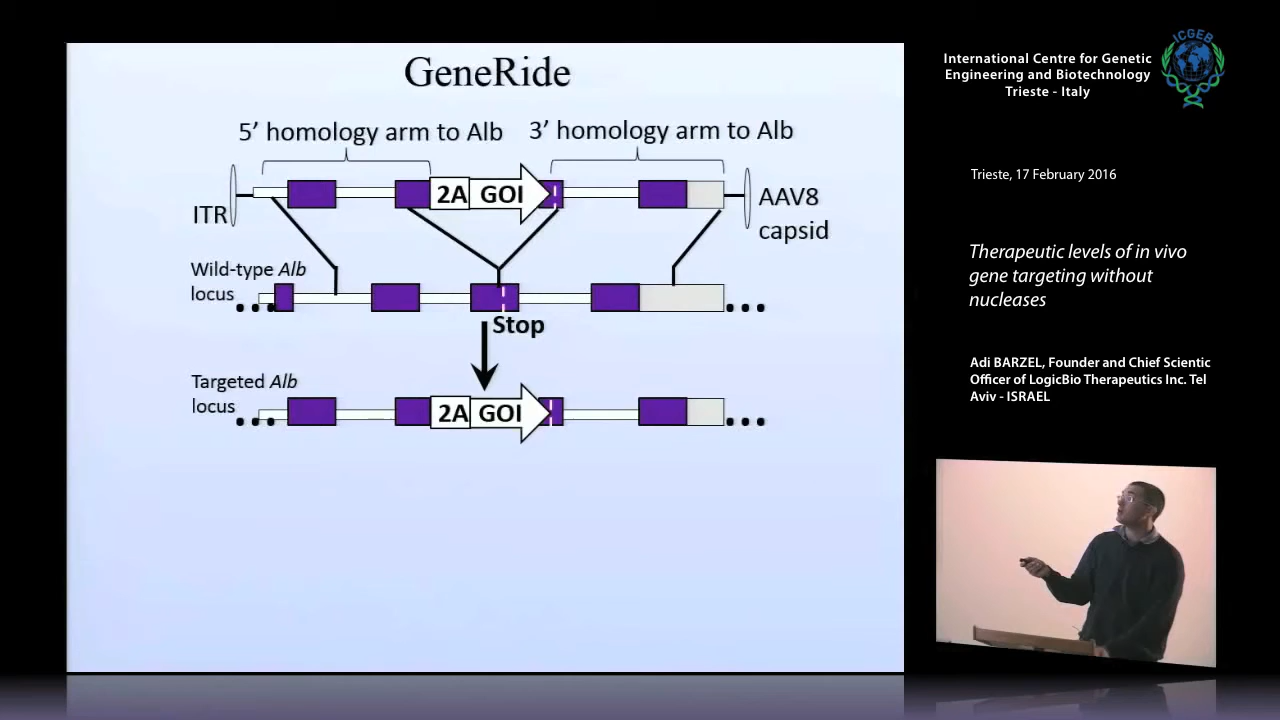 GeneRide
5’ homology arm to Alb
3’ homology arm to Alb
2A GOI
ITR
AAV8
capsid
Wild-type Alb
locus
Stop
Targeted Alb
locus
2A GOI
ICGEB
International Centre for Genetic
Engineering and Biotechnology
Trieste - Italy
Trieste, 17 February 2016
Therapeutic levels of in vivo
gene targeting without
nucleases
Adi BARZEL, Founder and Chief Scientic
Officer of LogicBio Therapeutics Inc. Tel
Aviv - ISRAEL